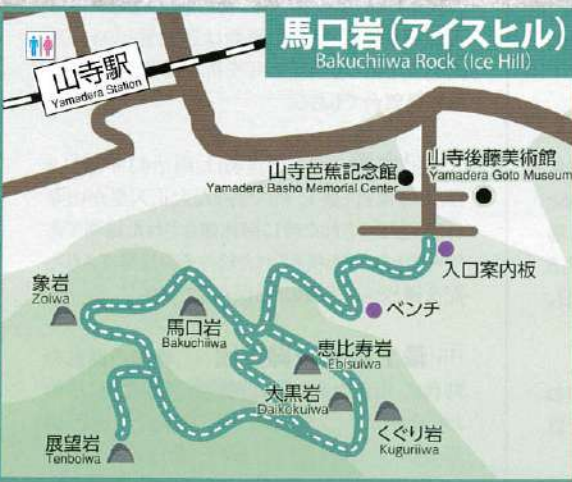 馬口岩(アイスヒル)
Bakuchiiwa Rock (Ice Hill)
山寺駅
Yamadera Station
山寺芭蕉記念館
Yamadera Basho Memorial Center
山寺後藤美術館
Yamadera Goto Museum
入口案内板
ベンチ
象岩
Zoiwa
馬口岩
Bakuchiiwa
恵比寿岩
Ebisuiwa
大黒岩
Daikokuiwa
くぐり岩
Kuguriiwa
展望岩
Tenboiwa